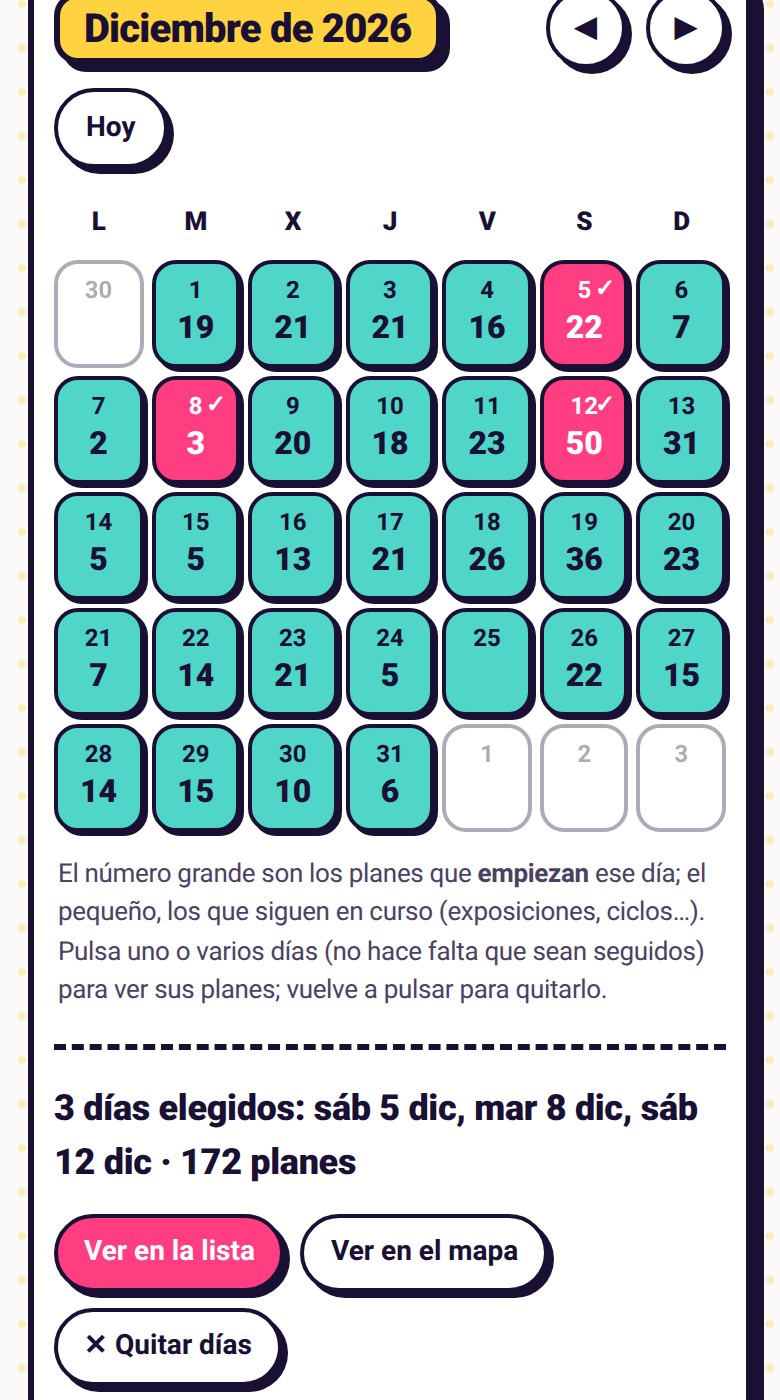 Diciembre de 2026
◀ ▶
Hoy
L M X J V S D
30 1 2 3 4 5 ✓ 6
19 21 21 16 22 7
7 8 ✓ 9 10 11 12 ✓ 13
2 3 20 18 23 50 31
14 15 16 17 18 19 20
5 5 13 21 26 36 23
21 22 23 24 25 26 27
7 14 21 5 22 15
28 29 30 31 1 2 3
14 15 10 6
El número grande son los planes que empiezan ese día; el
pequeño, los que siguen en curso (exposiciones, ciclos…).
Pulsa uno o varios días (no hace falta que sean seguidos)
para ver sus planes; vuelve a pulsar para quitarlo.
3 días elegidos: sáb 5 dic, mar 8 dic, sáb
12 dic · 172 planes
Ver en la lista Ver en el mapa
✕ Quitar días